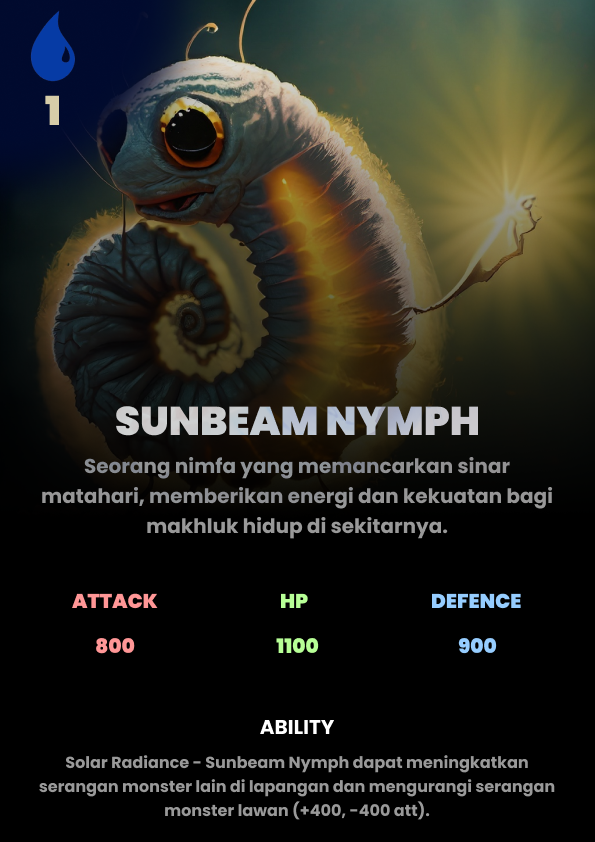 1
SUNBEAM NYMPH
Seorang nimfa yang memancarkan sinar
matahari, memberikan energi dan kekuatan bagi
makhluk hidup di sekitarnya.
ATTACK HP DEFENCE
800 1100 900
ABILITY
Solar Radiance - Sunbeam Nymph dapat meningkatkan
serangan monster lain di lapangan dan mengurangi serangan
monster lawan (+400, -400 att).